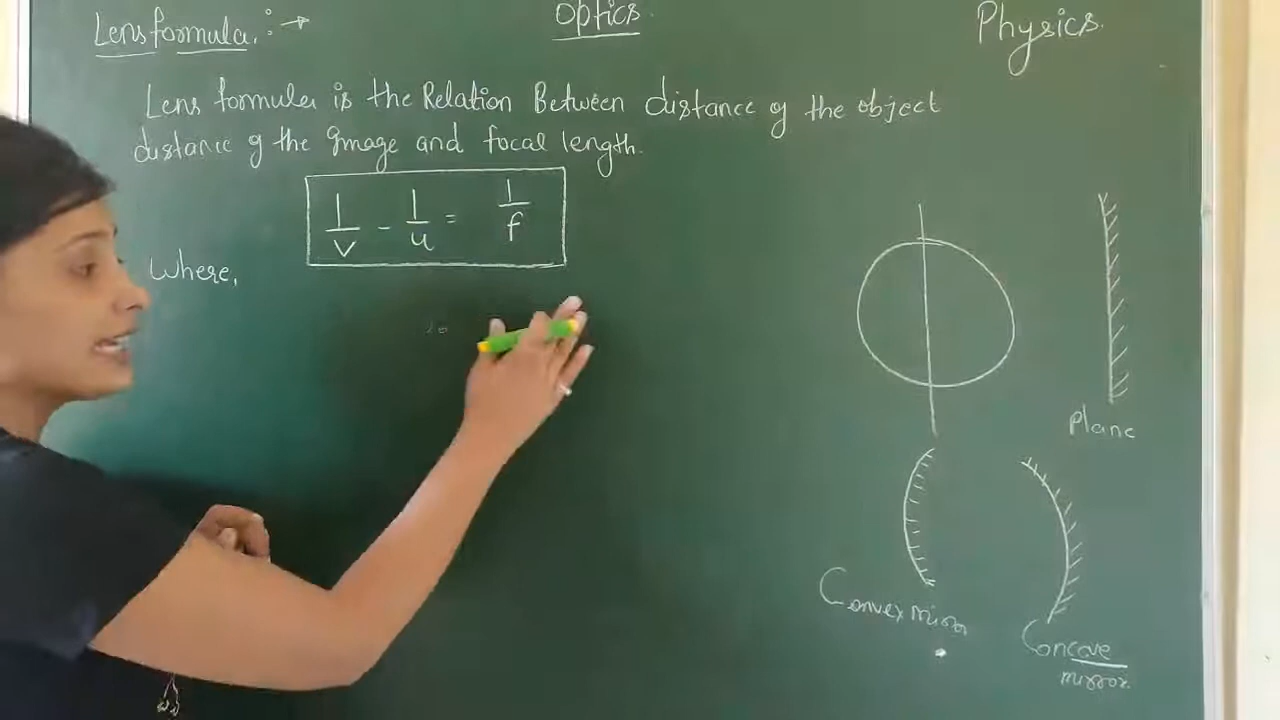 Lens formula :→
Optics
Physics.
Lens formula is the Relation Between distance of the object
distance of the Image and focal length.
1/v - 1/u = 1/f
Where,
Plane
Convex mirror
Concave
mirror.